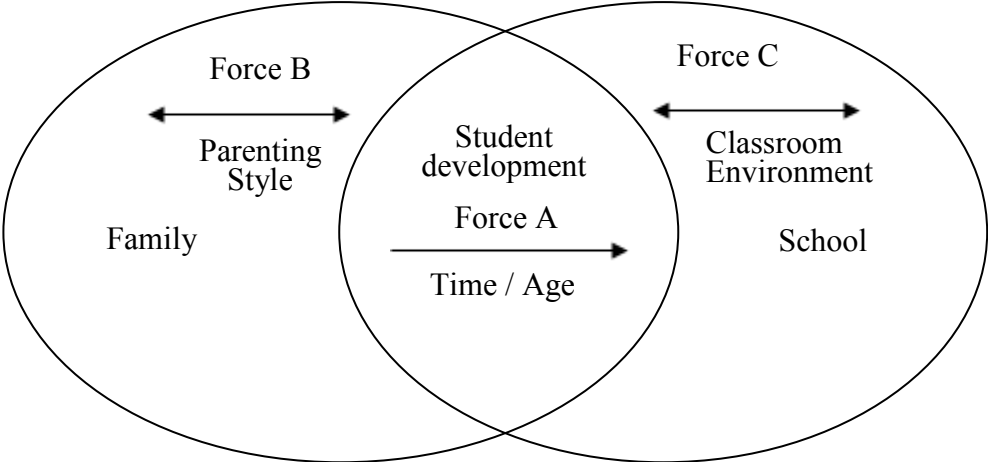 Force B
Parenting
Style
Family
Student
development
Force A
Time / Age
Force C
Classroom
Environment
School